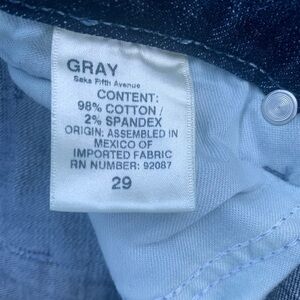 GRAY
Saks Fifth Avenue
CONTENT:
98% COTTON /
2% SPANDEX
ORIGIN: ASSEMBLED IN
MEXICO OF
IMPORTED FABRIC
RN NUMBER: 92087
29